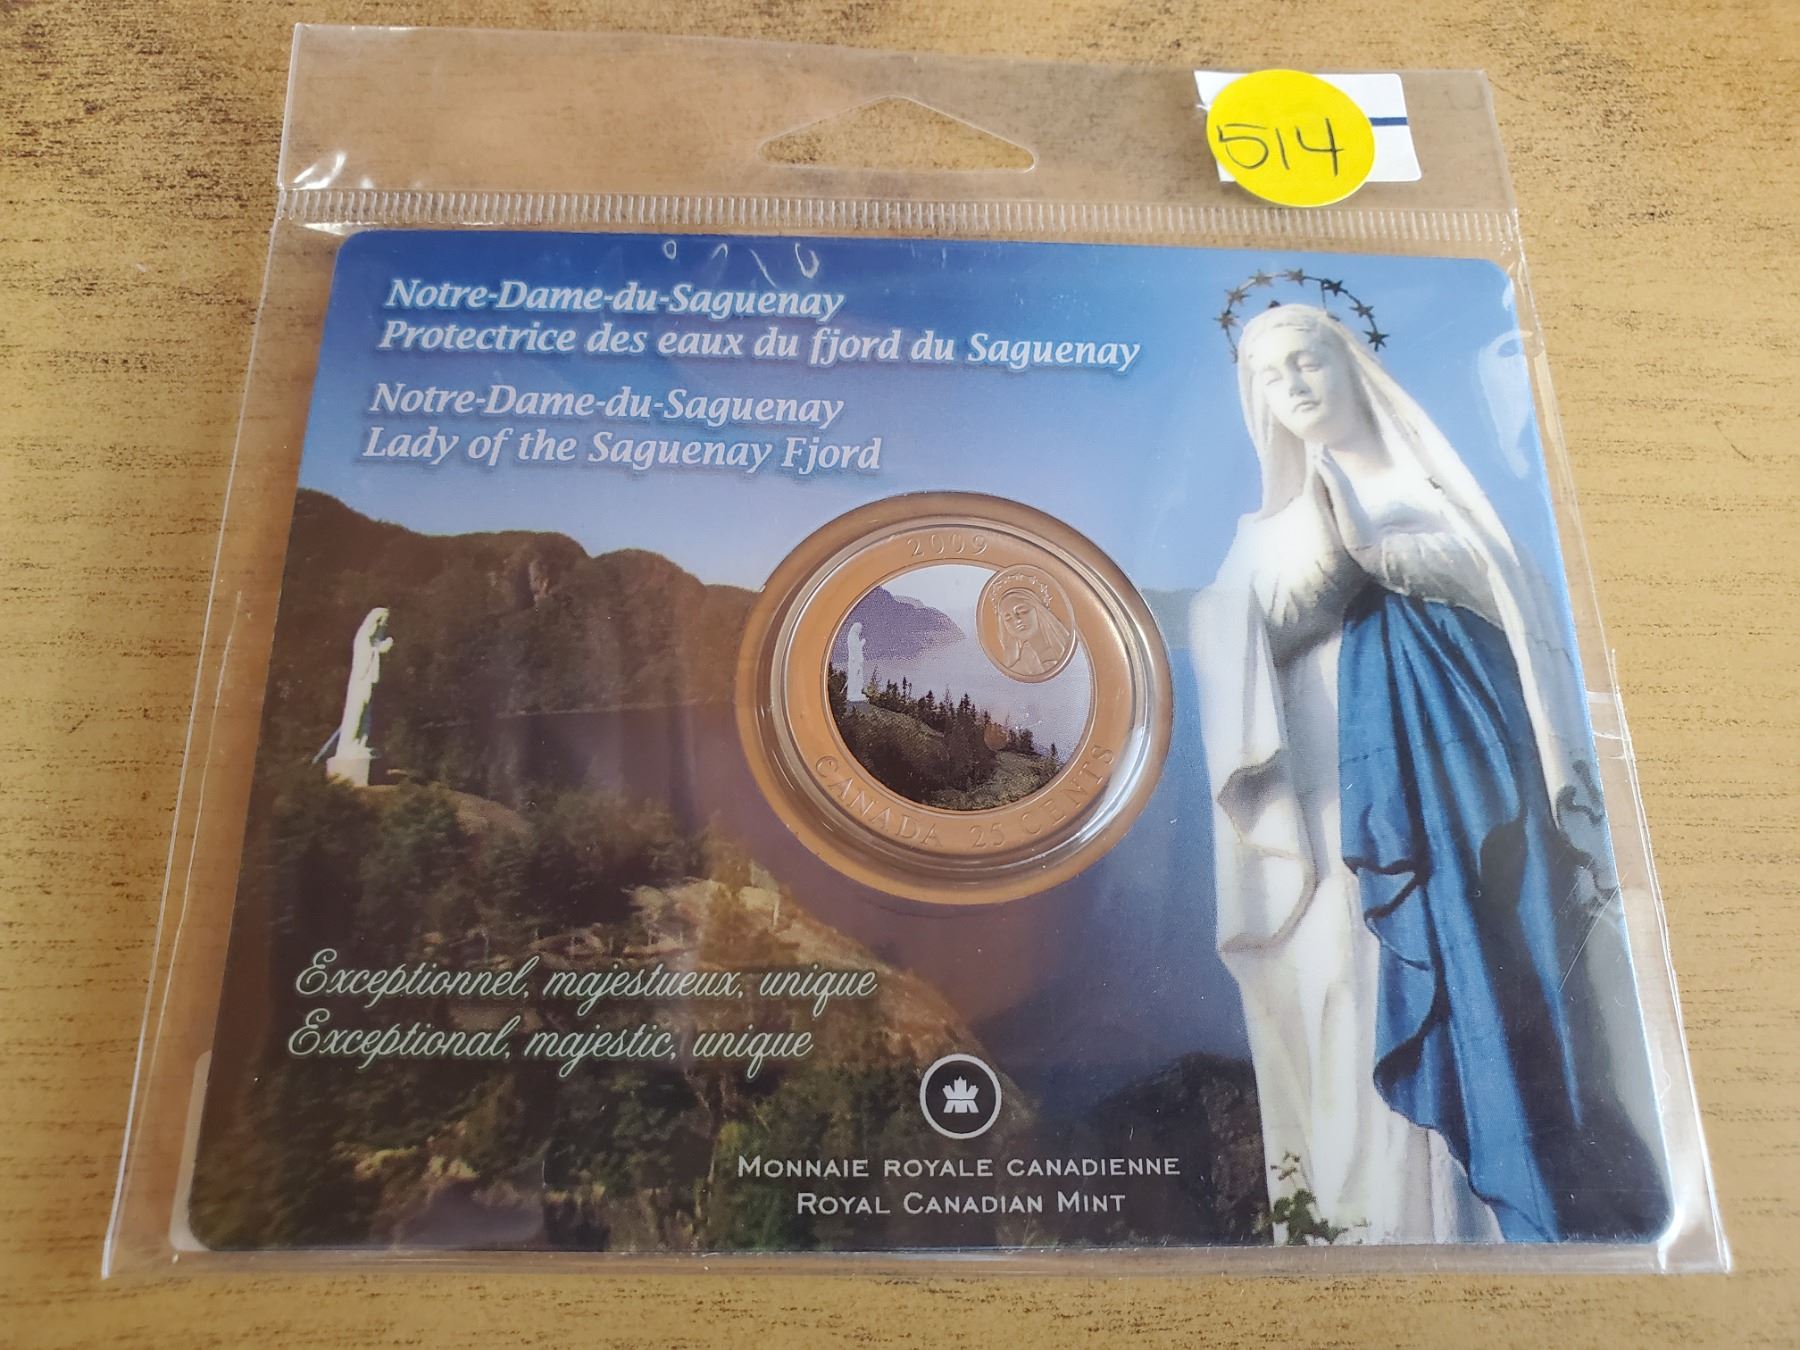 514
Notre-Dame-du-Saguenay
Protectrice des eaux du fjord du Saguenay
Notre-Dame-du-Saguenay
Lady of the Saguenay Fjord
2009
CANADA 25 CENTS
Exceptionnel, majestueux, unique
Exceptional, majestic, unique
MONNAIE ROYALE CANADIENNE
ROYAL CANADIAN MINT